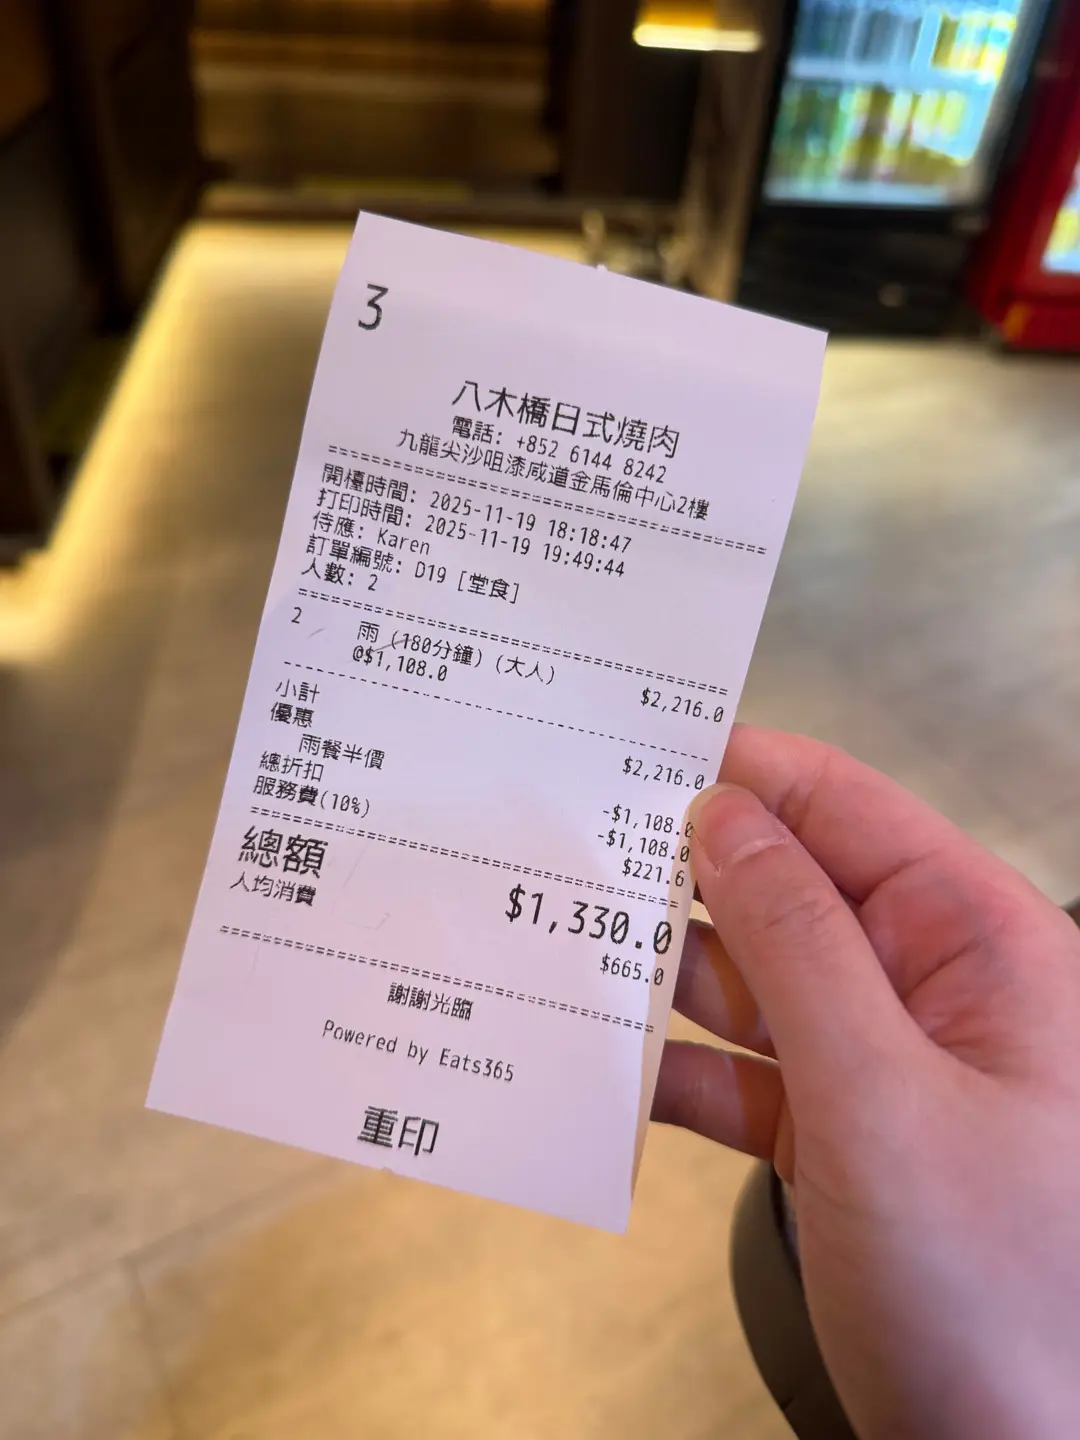 3
八木橋日式燒肉
電話: +852 6144 8242
九龍尖沙咀漆咸道金馬倫中心2樓
開檯時間: 2025-11-19 18:18:47
打印時間: 2025-11-19 19:49:44
侍應: Karen
訂單編號: D19 [堂食]
人數: 2
2 雨 (180分鐘) (大人) $2,216.0
@$1,108.0
小計 $2,216.0
優惠
雨餐半價 -$1,108.0
總折扣 -$1,108.0
服務費(10%) $221.6
總額 $1,330.0
人均消費 $665.0
謝謝光臨
Powered by Eats365
重印